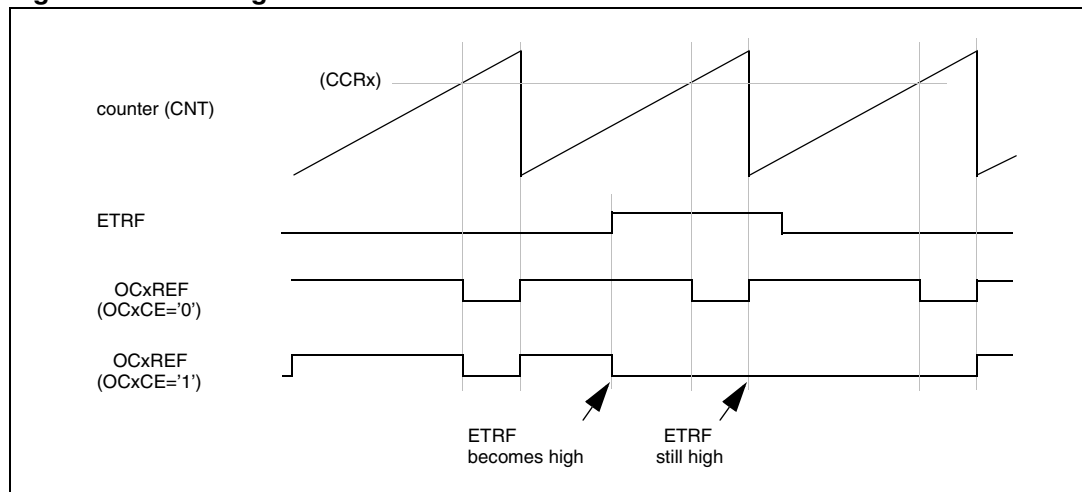 (CCRx)
counter (CNT)
ETRF
OCxREF
(OCxCE='0')
OCxREF
(OCxCE='1')
ETRF
becomes high
ETRF
still high